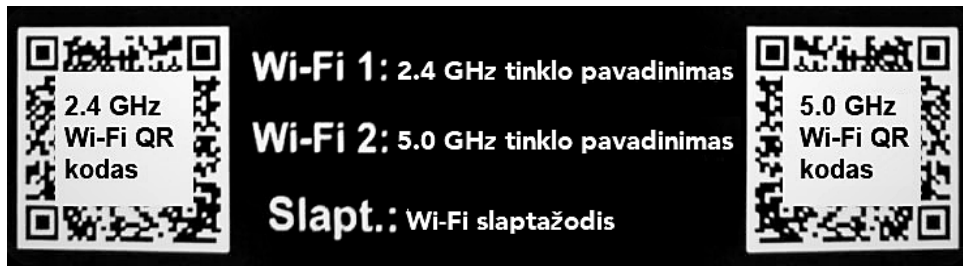 2.4 GHz
Wi-Fi QR
kodas
Wi-Fi 1: 2.4 GHz tinklo pavadinimas
Wi-Fi 2: 5.0 GHz tinklo pavadinimas
Slapt.: Wi-Fi slaptažodis
5.0 GHz
Wi-Fi QR
kodas